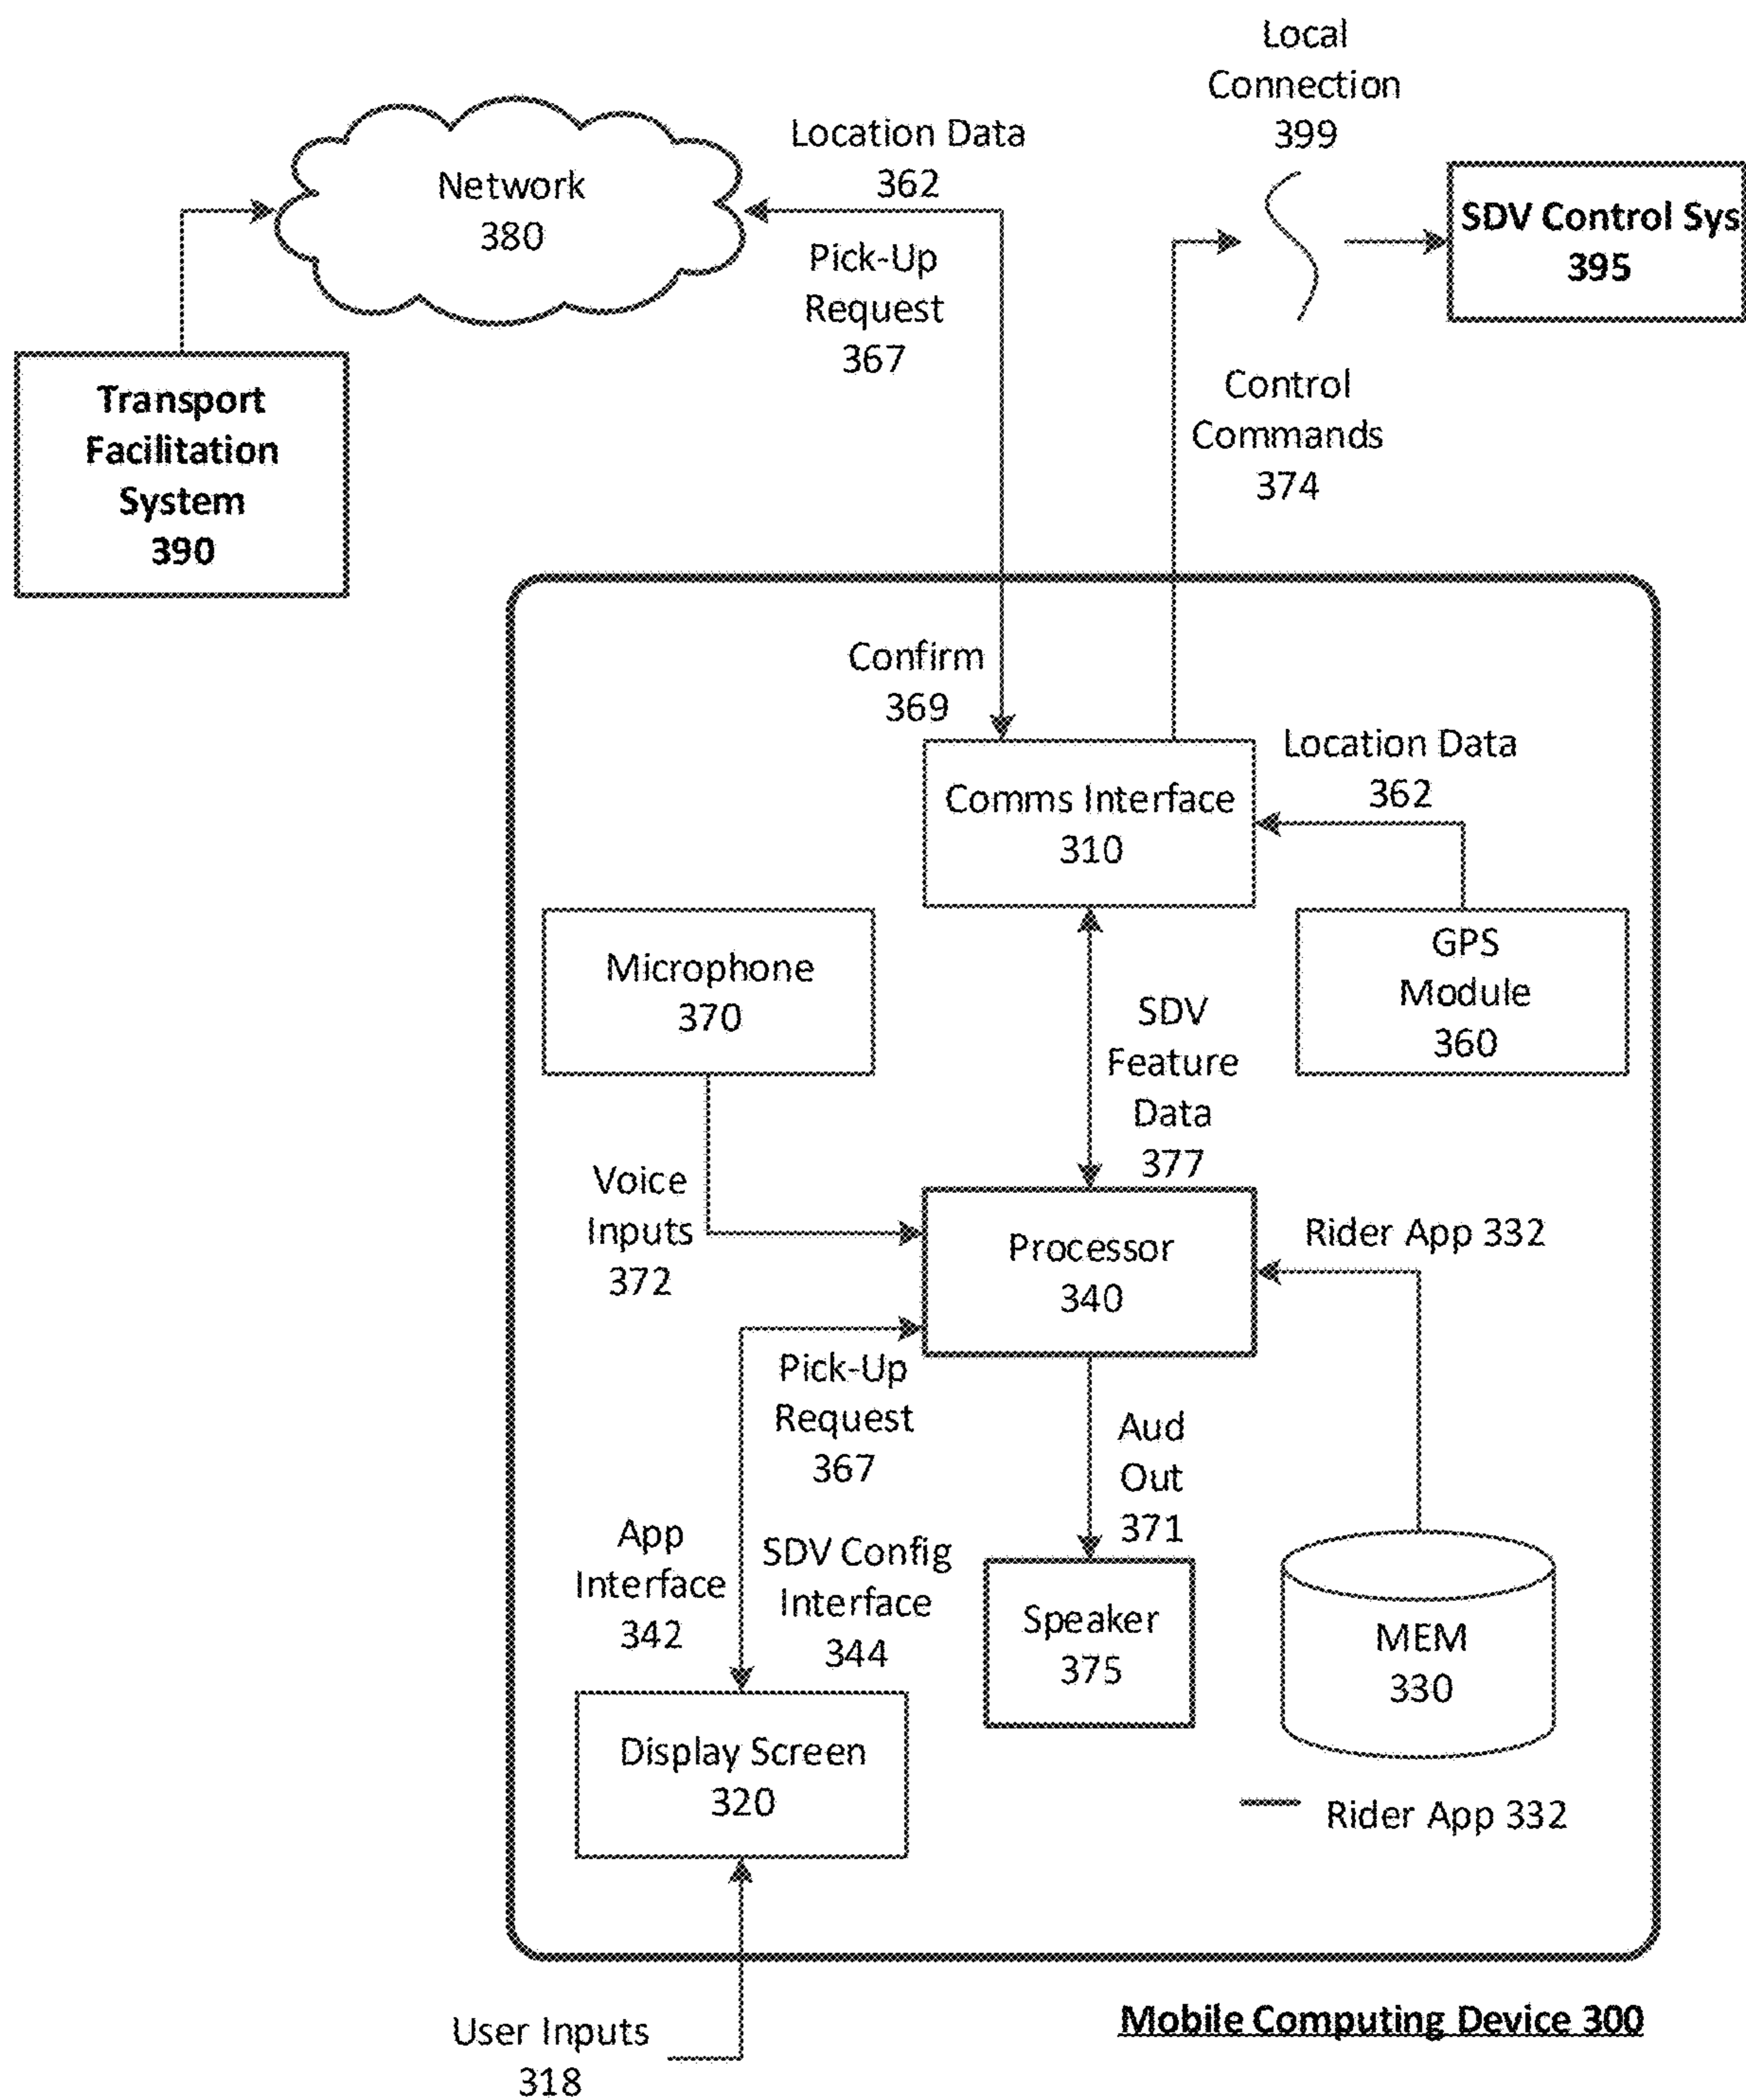 Local
Connection
399
Location Data
362
Network
380
SDV Control Sys
395
Pick-Up
Request
367
Transport
Facilitation
System
390
Control
Commands
374
Confirm
369
Location Data
362
Comms Interface
310
GPS
Module
360
Microphone
370
SDV
Feature
Data
377
Voice
Inputs
372
Processor
340
Rider App 332
Pick-Up
Request
367
Aud
Out
371
App
Interface
342
SDV Config
Interface
344
Speaker
375
MEM
330
Display Screen
320
Rider App 332
Mobile Computing Device 300
User Inputs
318